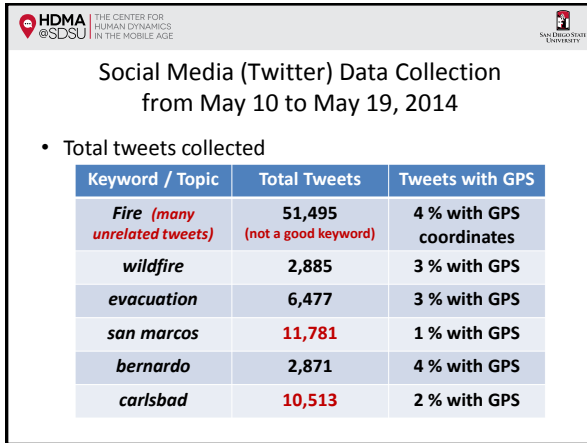 HDMA
@SDSU
THE CENTER FOR
HUMAN DYNAMICS
IN THE MOBILE AGE
SAN DIEGO STATE
UNIVERSITY
Social Media (Twitter) Data Collection
from May 10 to May 19, 2014
• Total tweets collected
Keyword / Topic Total Tweets Tweets with GPS
Fire (many 51,495 4 % with GPS
unrelated tweets) (not a good keyword) coordinates
wildfire 2,885 3 % with GPS
evacuation 6,477 3 % with GPS
san marcos 11,781 1 % with GPS
bernardo 2,871 4 % with GPS
carlsbad 10,513 2 % with GPS